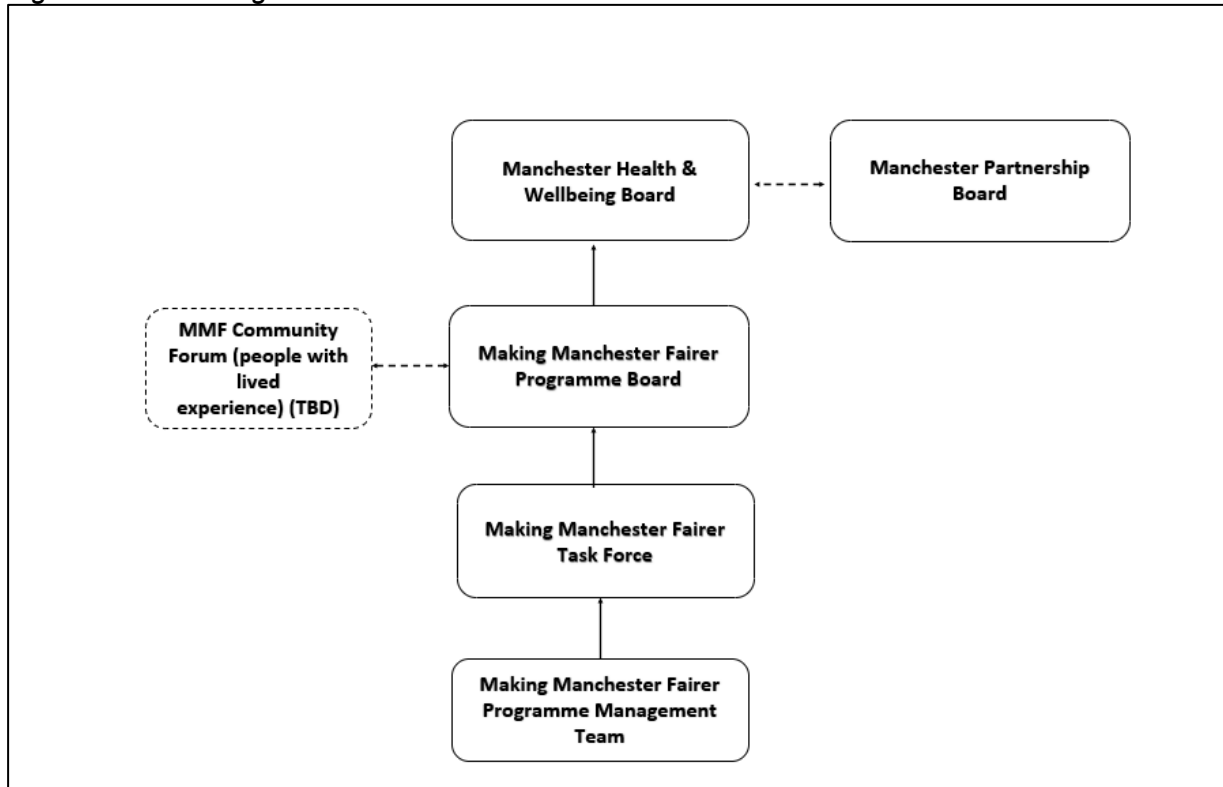 Manchester Health &
Wellbeing Board
Manchester Partnership
Board
MMF Community
Forum (people with
lived
experience) (TBD)
Making Manchester Fairer
Programme Board
Making Manchester Fairer
Task Force
Making Manchester Fairer
Programme Management
Team